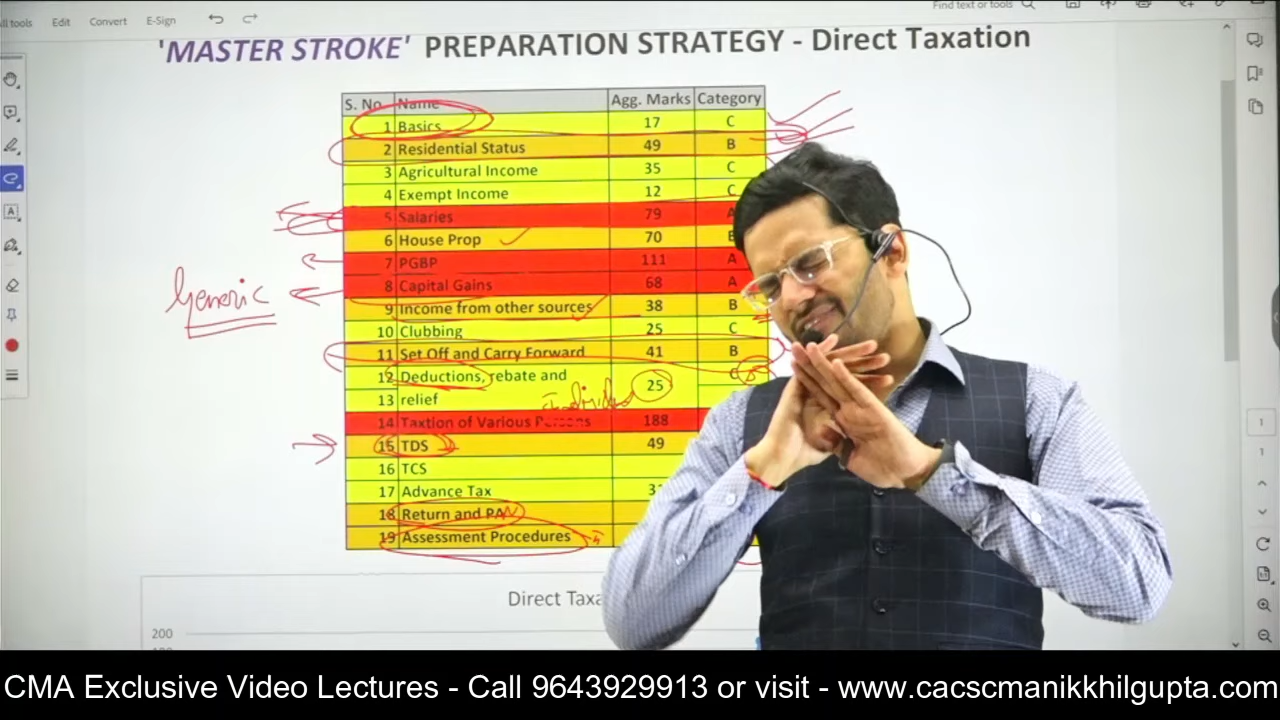 All tools Edit Convert E-Sign Find text or tools
'MASTER STROKE' PREPARATION STRATEGY - Direct Taxation
S. No Name Agg. Marks Category
1 Basics 17 C
2 Residential Status 49 B
3 Agricultural Income 35 C
4 Exempt Income 12 C
5 Salaries 79 A
6 House Prop 70
7 PGBP 111 A
8 Capital Gains 68 A
Generic
9 Income from other sources 38 B
10 Clubbing 25 C
11 Set Off and Carry Forward 41 B
12 Deductions, rebate and
13 relief 25
14 Taxtion of Various Persons 188
15 TDS 49
16 TCS
17 Advance Tax
18 Return and PAN
19 Assessment Procedures
1
1
Direct Taxa
200
CMA Exclusive Video Lectures - Call 9643929913 or visit - www.cacscmanikkhilgupta.com